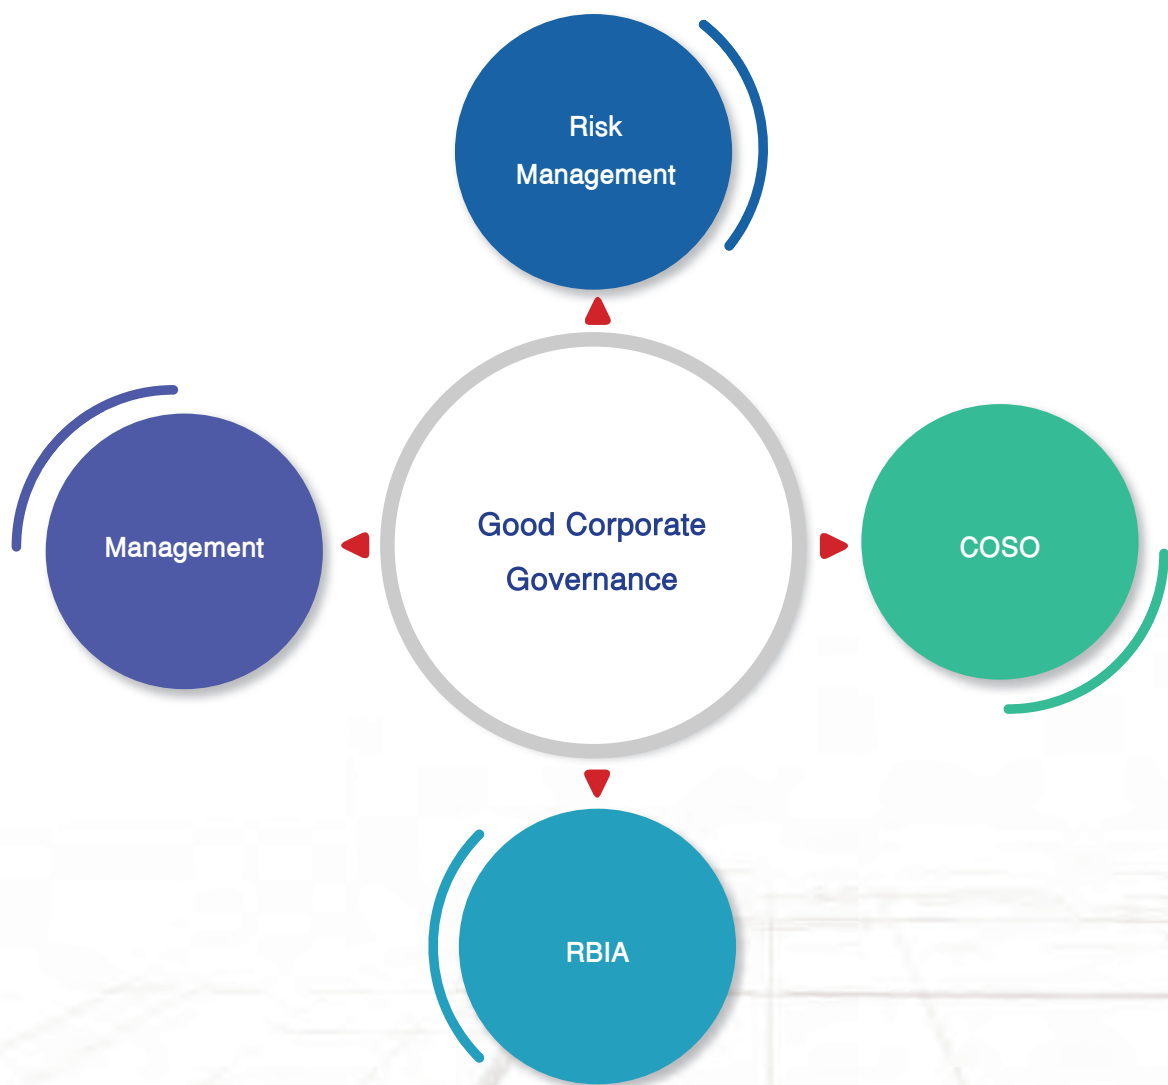 Risk
Management
Management
Good Corporate
Governance
COSO
RBIA